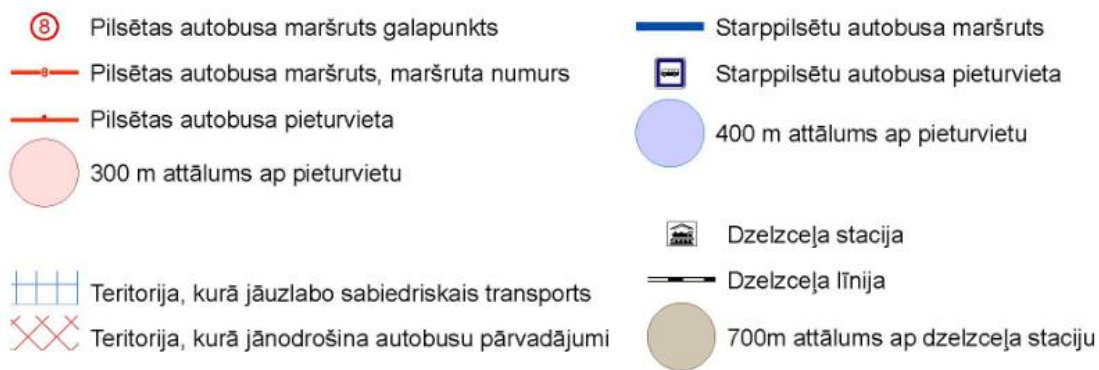 8 Pilsētas autobusa maršruts galapunkts
8 Pilsētas autobusa maršruts, maršruta numurs
Pilsētas autobusa pieturvieta
300 m attālums ap pieturvietu
Teritorija, kurā jāuzlabo sabiedriskais transports
Teritorija, kurā jānodrošina autobusu pārvadājumi
Starppilsētu autobusa maršruts
Starppilsētu autobusa pieturvieta
400 m attālums ap pieturvietu
Dzelzceļa stacija
Dzelzceļa līnija
700m attālums ap dzelzceļa staciju